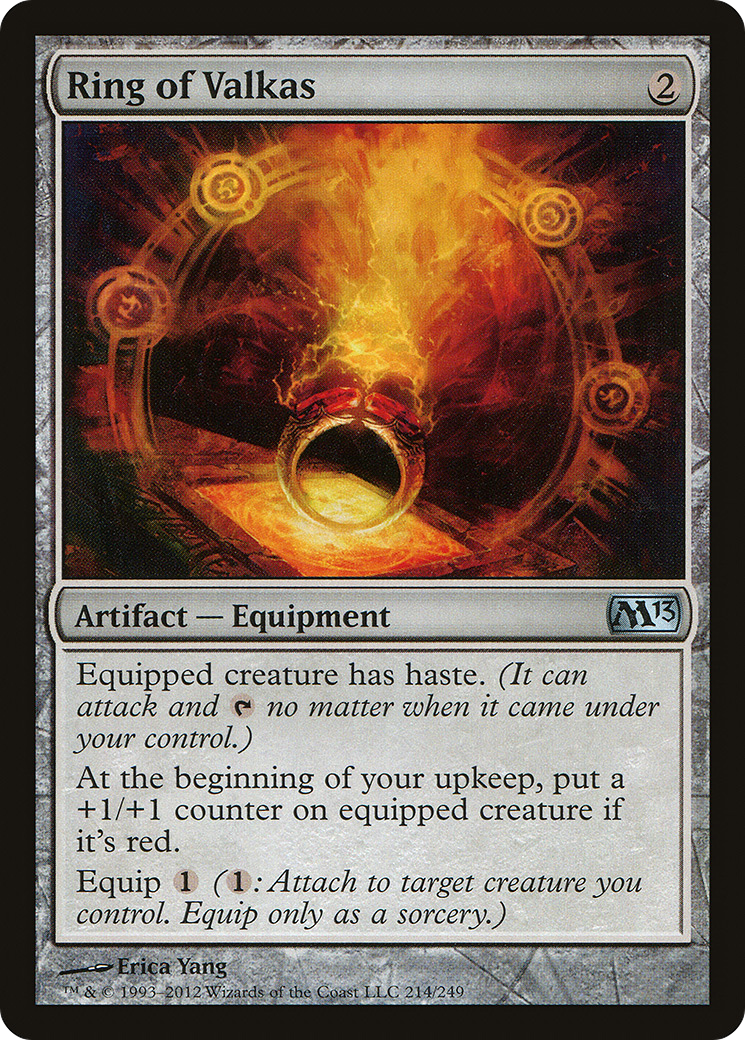 Ring of Valkas 2
Artifact — Equipment M13
Equipped creature has haste. (It can
attack and no matter when it came under
your control.)
At the beginning of your upkeep, put a
+1/+1 counter on equipped creature if
it's red.
Equip 1 (1: Attach to target creature you
control. Equip only as a sorcery.)
Erica Yang
™ & © 1993–2012 Wizards of the Coast LLC 214/249